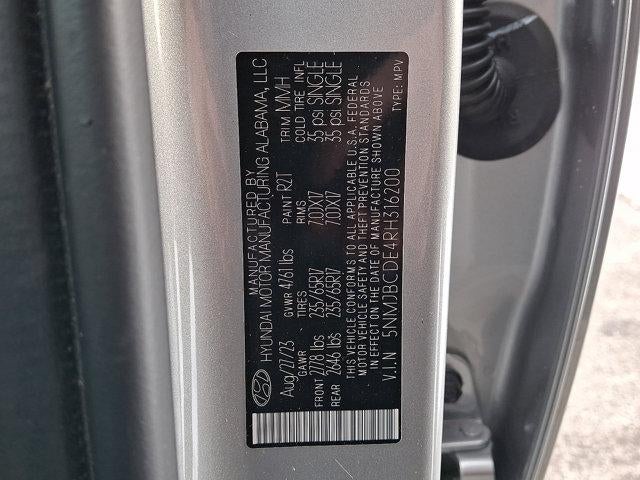 MANUFACTURED BY
HYUNDAI MOTOR MANUFACTURING ALABAMA, LLC
Aug/27/23 GVWR 4761 lbs PAINT R2T TRIM MMH
GAWR TIRES RIMS COLD TIRE INFL
FRONT 2778 lbs 235/65R17 7.00X17 35 psi SINGLE
REAR 2646 lbs 235/65R17 7.0JX17 35 psi SINGLE
THIS VEHICLE CONFORMS TO ALL APPLICABLE U.S.A. FEDERAL
MOTOR VEHICLE SAFETY AND THEFT PREVENTION STANDARDS
IN EFFECT ON THE DATE OF MANUFACTURE SHOWN ABOVE
V.I.N 5NMJBCDE4RH316200 TYPE: MPV